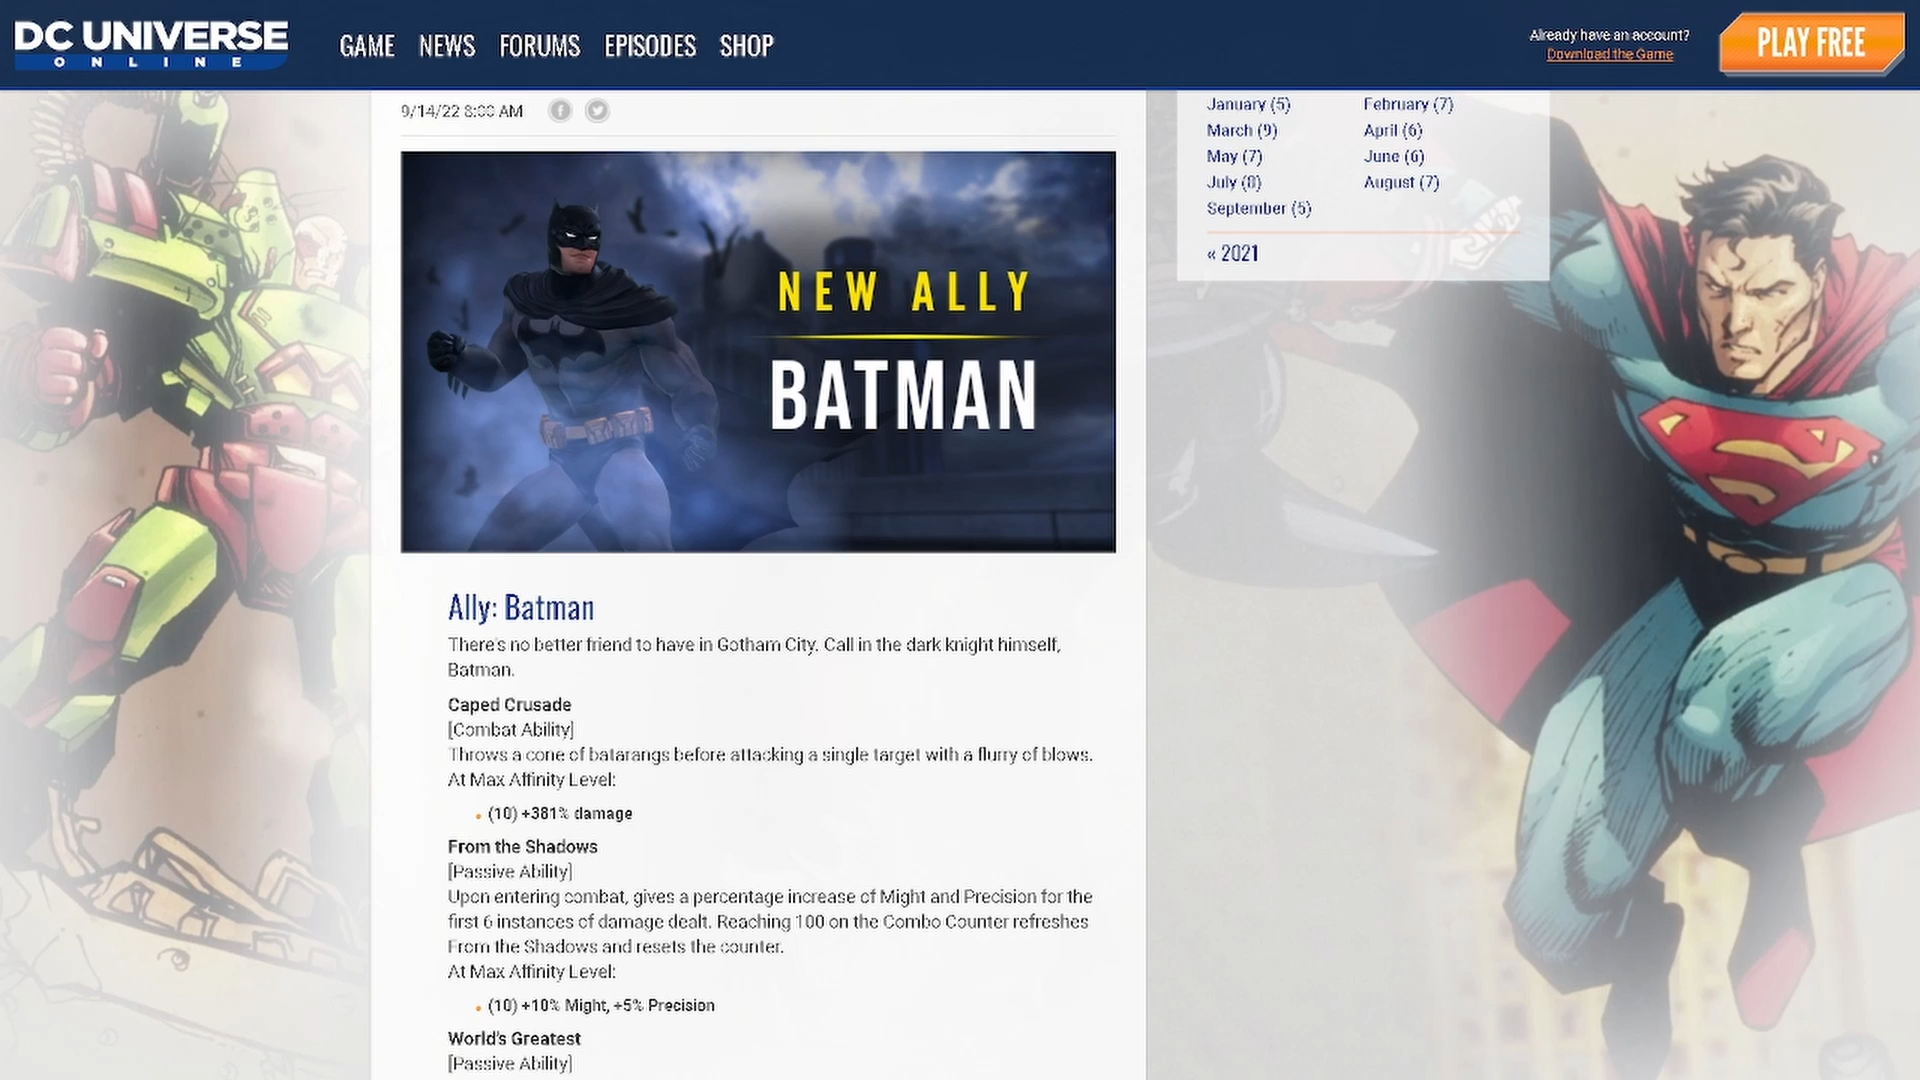 DC UNIVERSE
ONLINE
GAME NEWS FORUMS EPISODES SHOP
Already have an account?
Download the Game
PLAY FREE
9/14/22 8:00 AM
NEW ALLY
BATMAN
Ally: Batman
There's no better friend to have in Gotham City. Call in the dark knight himself,
Batman.
Caped Crusade
[Combat Ability]
Throws a cone of batarangs before attacking a single target with a flurry of blows.
At Max Affinity Level:
(10) +381% damage
From the Shadows
[Passive Ability]
Upon entering combat, gives a percentage increase of Might and Precision for the
first 6 instances of damage dealt. Reaching 100 on the Combo Counter refreshes
From the Shadows and resets the counter.
At Max Affinity Level:
(10) +10% Might, +5% Precision
World's Greatest
[Passive Ability]
January (5) February (7)
March (9) April (6)
May (7) June (6)
July (8) August (7)
September (5)
« 2021